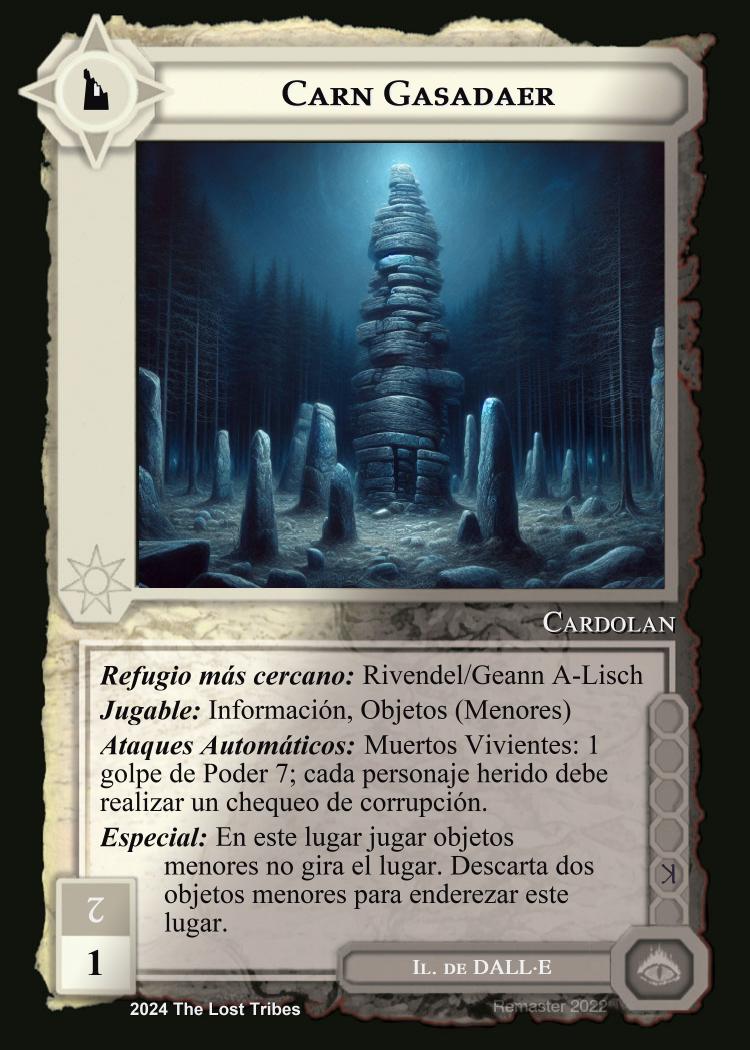 Carn Gasadaer
Cardolan
Refugio más cercano: Rivendel/Geann A-Lisch
Jugable: Información, Objetos (Menores)
Ataques Automáticos: Muertos Vivientes: 1
golpe de Poder 7; cada personaje herido debe
realizar un chequeo de corrupción.
Especial: En este lugar jugar objetos
menores no gira el lugar. Descarta dos
objetos menores para enderezar este
lugar.
K
2
1
Il. de DALL·E
2024 The Lost Tribes
Remaster 2022